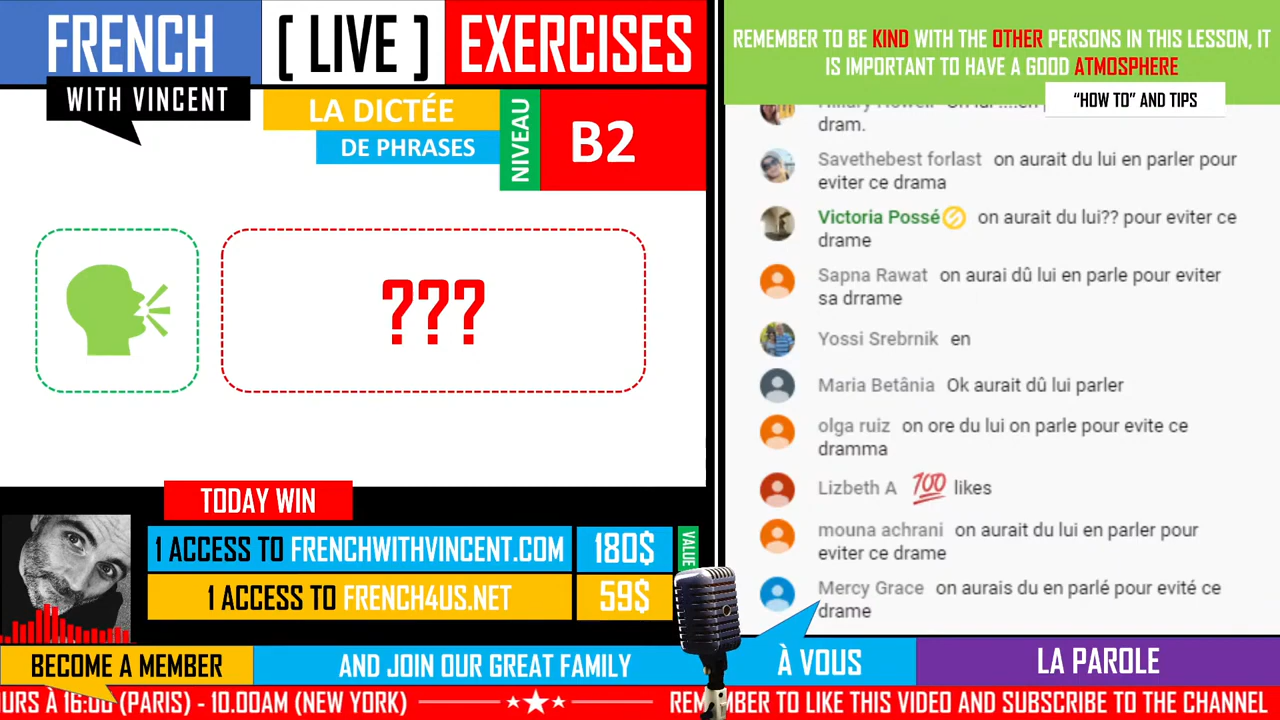 FRENCH
WITH VINCENT
[ LIVE ]
EXERCISES
LA DICTÉE
DE PHRASES
NIVEAU
B2
???
TODAY WIN
1 ACCESS TO FRENCHWITHVINCENT.COM
180$
1 ACCESS TO FRENCH4US.NET
59$
VALUE
BECOME A MEMBER
AND JOIN OUR GREAT FAMILY
REMEMBER TO BE KIND WITH THE OTHER PERSONS IN THIS LESSON, IT
IS IMPORTANT TO HAVE A GOOD ATMOSPHERE
“HOW TO” AND TIPS
dram.
Savethebest forlast on aurait du lui en parler pour
eviter ce drama
Victoria Possé on aurait du lui?? pour eviter ce
drame
Sapna Rawat on aurai dû lui en parle pour eviter
sa drrame
Yossi Srebrnik en
Maria Betânia Ok aurait dû lui parler
olga ruiz on ore du lui on parle pour evite ce
dramma
Lizbeth A 💯 likes
mouna achrani on aurait du lui en parler pour
eviter ce drame
Mercy Grace on aurais du en parlé pour evité ce
drame
À VOUS
LA PAROLE
OURS À 16:00 (PARIS) - 10.00AM (NEW YORK)
REMEMBER TO LIKE THIS VIDEO AND SUBSCRIBE TO THE CHANNEL